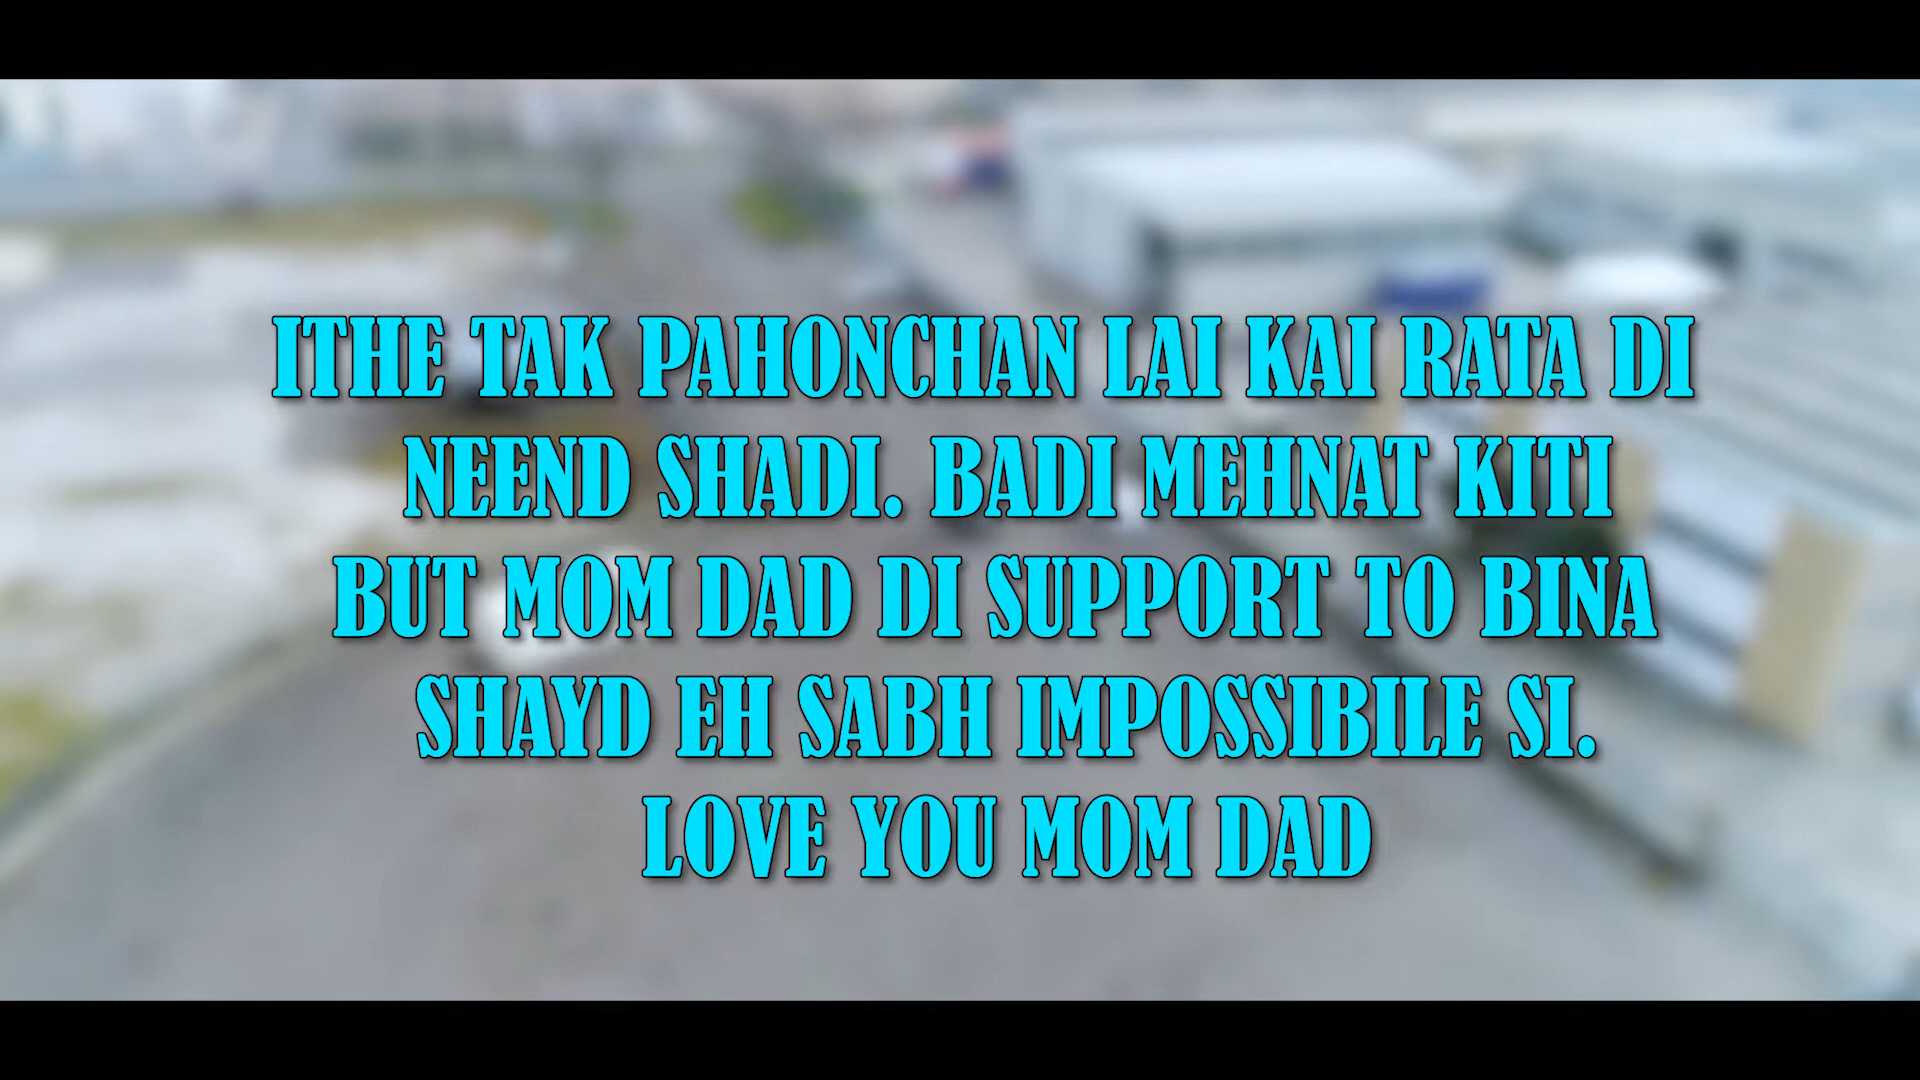 ITHE TAK PAHONCHAN LAI KAI RATA DI
NEEND SHADI. BADI MEHNAT KITI
BUT MOM DAD DI SUPPORT TO BINA
SHAYD EH SABH IMPOSSIBILE SI.
LOVE YOU MOM DAD